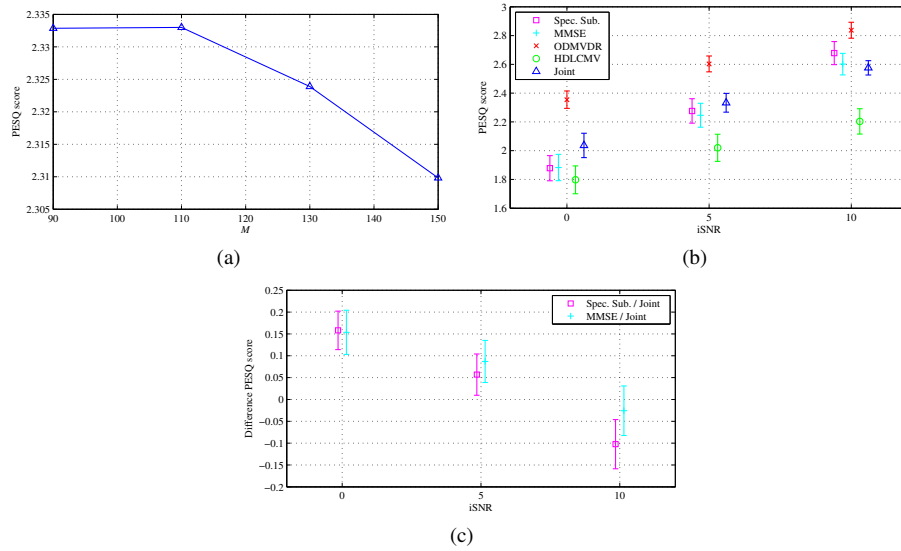 2.335
2.33
2.325
2.32
2.315
2.31
2.305
PESQ score
90
100
110
120
130
140
150
M
(a)
2.8
2.6
2.4
2.2
2
1.8
1.6
PESQ score
Spec. Sub.
MMSE
ODMVDR
HDLCMV
Joint
0
5
10
iSNR
(b)
0.25
0.2
0.15
0.1
0.05
0
−0.05
−0.1
−0.15
−0.2
Difference PESQ score
Spec. Sub. / Joint
MMSE / Joint
0
5
10
iSNR
(c)